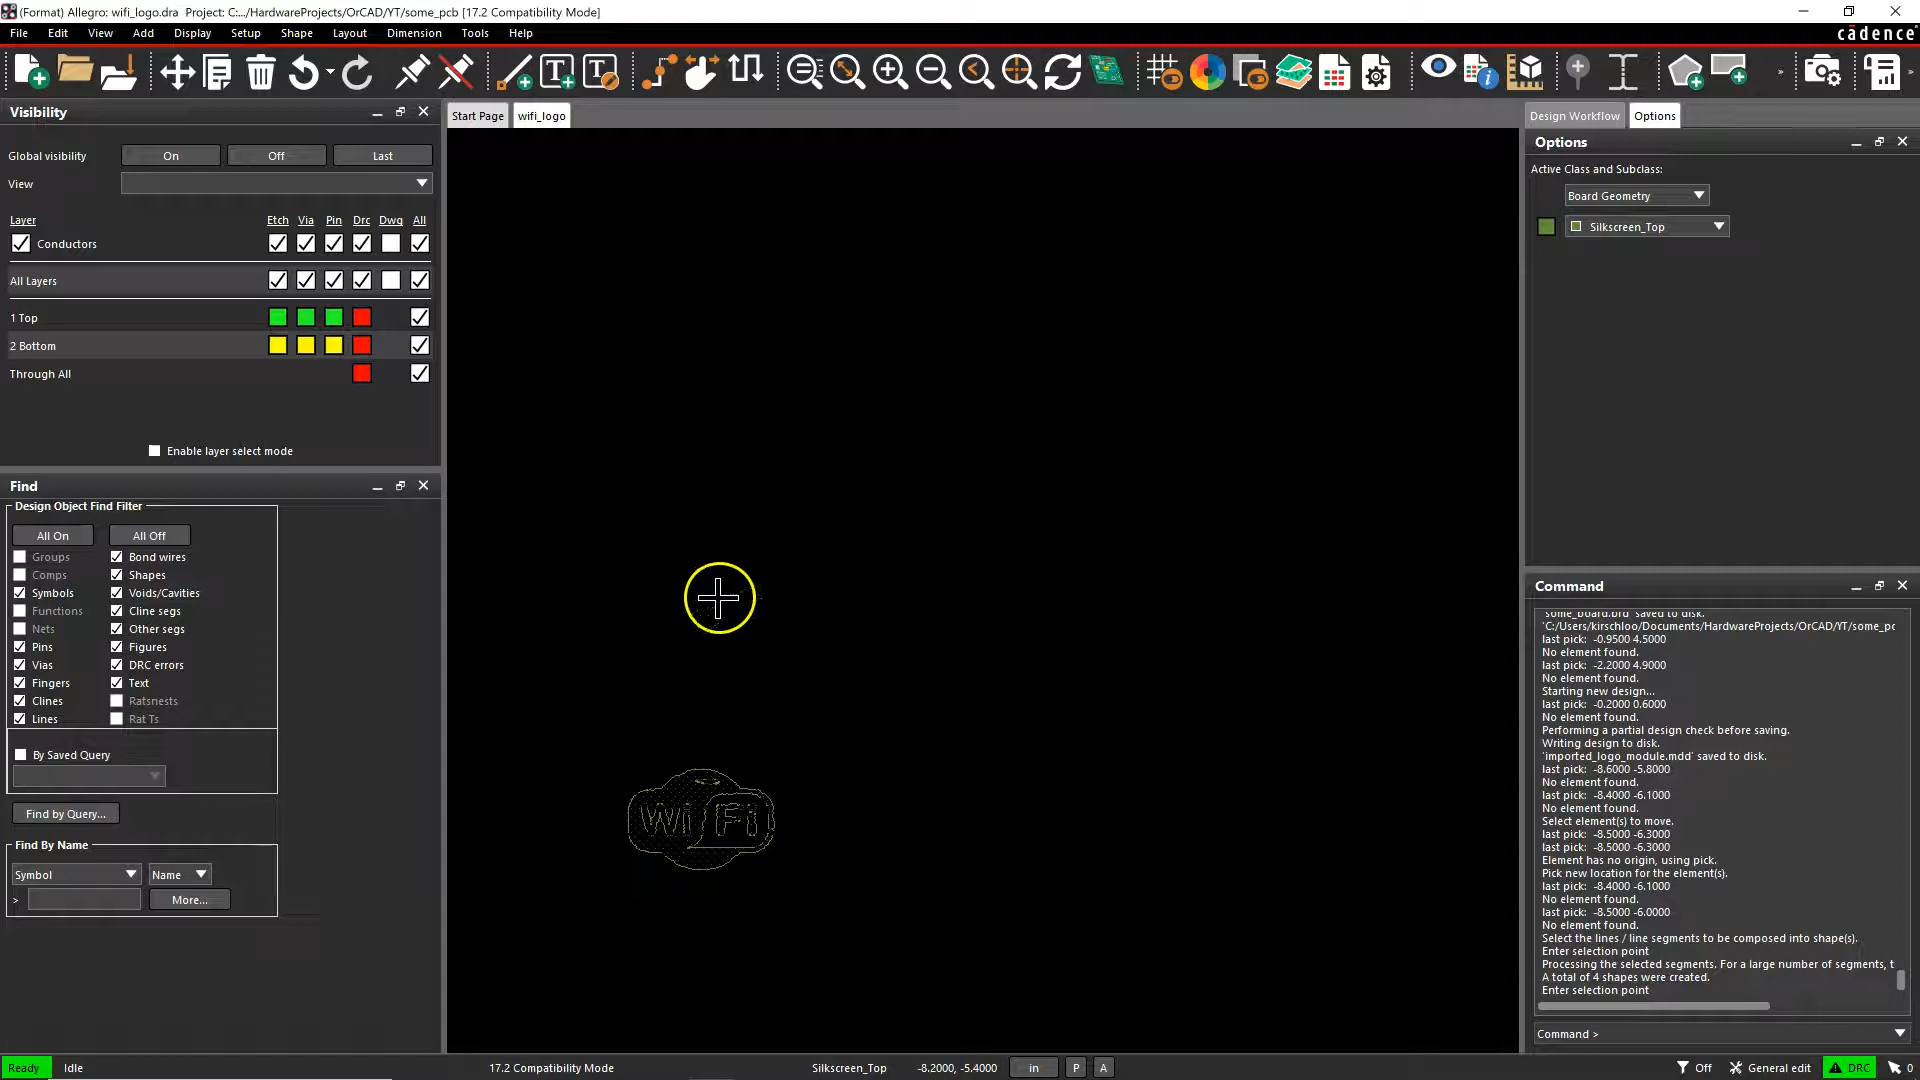 (Format) Allegro: wifi_logo.dra  Project: C:.../HardwareProjects/OrCAD/YT/some_pcb [17.2 Compatibility Mode]
File Edit View Add Display Setup Shape Layout Dimension Tools Help
cādence
Visibility
Global visibility On Off Last
View
Layer Etch Via Pin Drc Dwg All
Conductors
All Layers
1 Top
2 Bottom
Through All
Enable layer select mode
Find
Design Object Find Filter
All On All Off
Groups Bond wires
Comps Shapes
Symbols Voids/Cavities
Functions Cline segs
Nets Other segs
Pins Figures
Vias DRC errors
Fingers Text
Clines Ratsnests
Lines Rat Ts
By Saved Query
Find by Query...
Find By Name
Symbol Name
> More...
Start Page wifi_logo
Wi Fi
Design Workflow Options
Options
Active Class and Subclass:
Board Geometry
Silkscreen_Top
Command
'some_board.brd' saved to disk.
'C:/Users/kirschloo/Documents/HardwareProjects/OrCAD/YT/some_pc
last pick:  -0.9500 4.5000
No element found.
last pick:  -2.2000 4.9000
No element found.
Starting new design...
last pick:  -0.2000 0.6000
No element found.
Performing a partial design check before saving.
Writing design to disk.
'imported_logo_module.mdd' saved to disk.
last pick:  -8.6000 -5.8000
No element found.
last pick:  -8.4000 -6.1000
No element found.
Select element(s) to move.
last pick:  -8.5000 -6.3000
last pick:  -8.5000 -6.3000
Element has no origin, using pick.
Pick new location for the element(s).
last pick:  -8.4000 -6.1000
No element found.
last pick:  -8.5000 -6.0000
No element found.
Select the lines / line segments to be composed into shape(s).
Enter selection point
Processing the selected segments. For a large number of segments, t
A total of 4 shapes were created.
Enter selection point
Command >
Ready Idle 17.2 Compatibility Mode Silkscreen_Top -8.2000, -5.4000 in P A Off General edit DRC 0